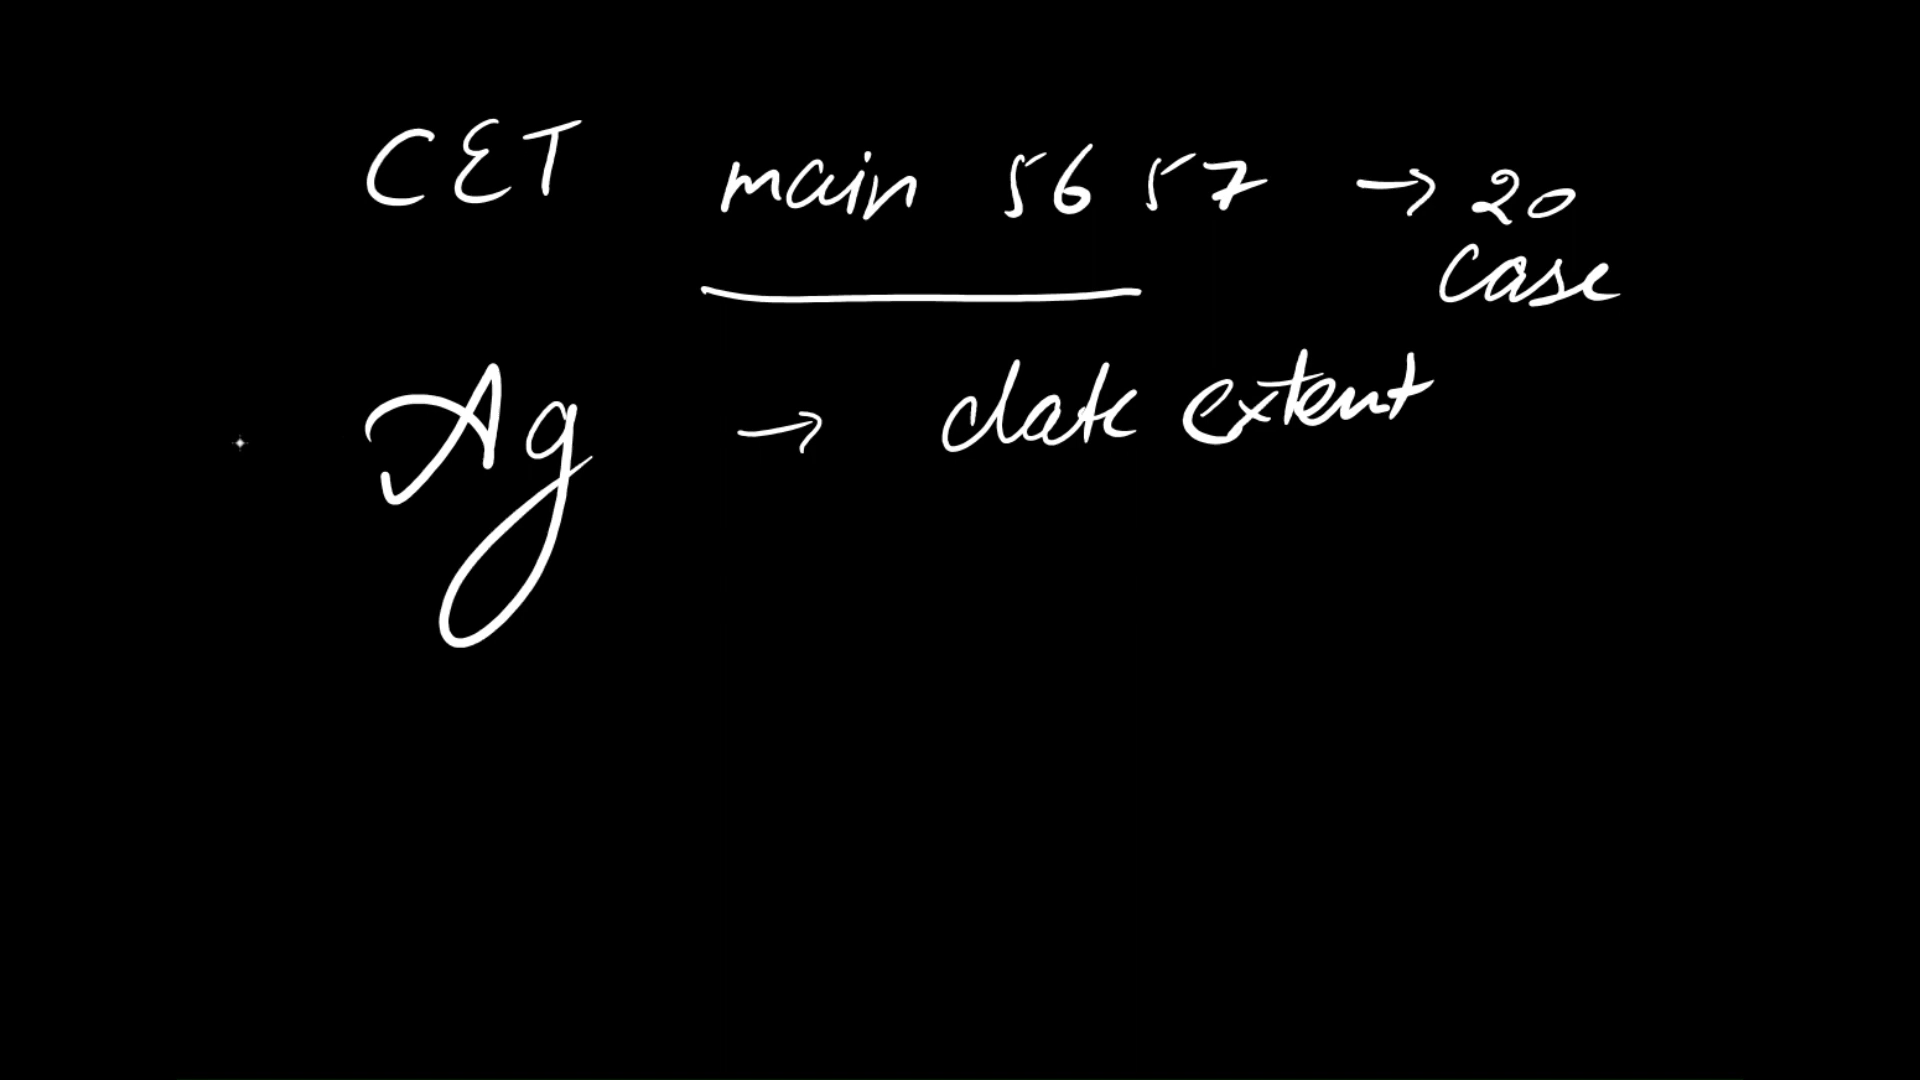 CET main 56 57 → 20
case
Ag → date extent